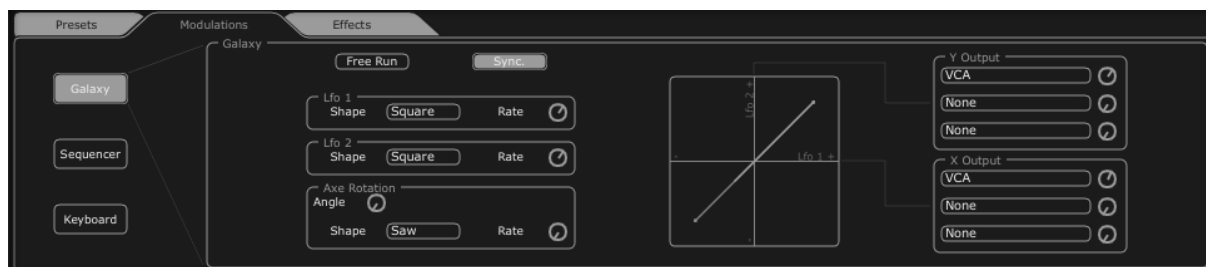 Presets Modulations Effects
Galaxy
Galaxy
Sequencer
Keyboard
Free Run Sync.
Lfo 1
Shape Square Rate
Lfo 2
Shape Square Rate
Axe Rotation
Angle
Shape Saw Rate
Lfo 2 +
- Lfo 1 +
-
Y Output
VCA
None
None
X Output
VCA
None
None